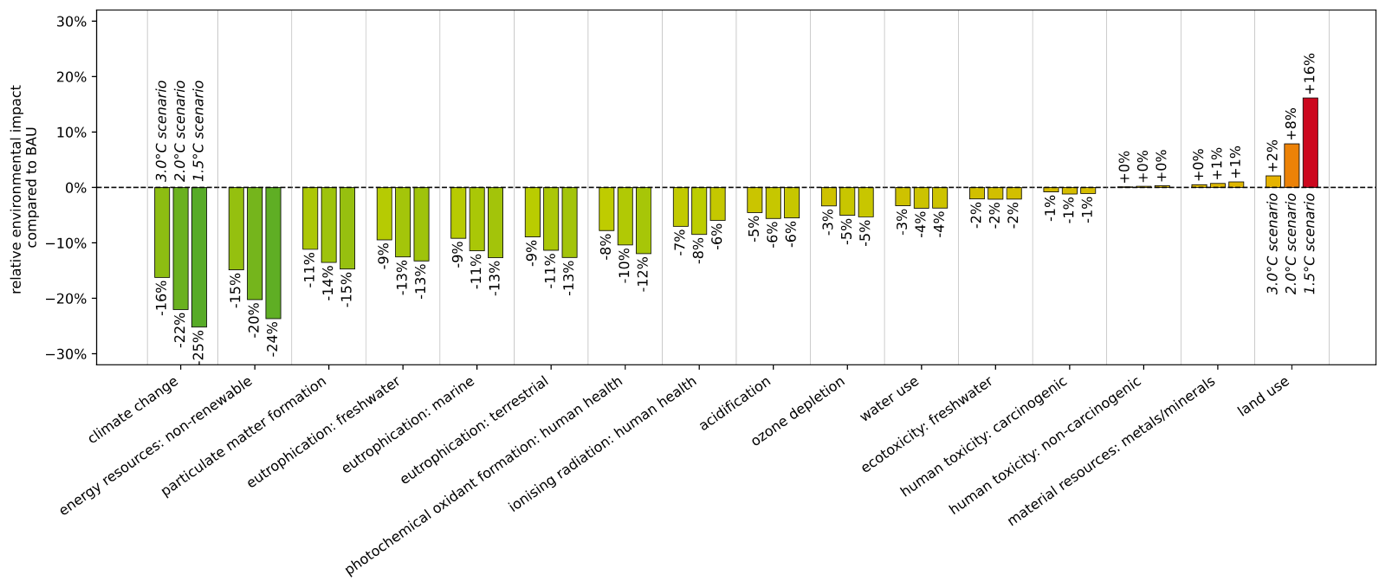 relative environmental impact
compared to BAU
30%
20%
10%
0%
−10%
−20%
−30%
3.0°C scenario
2.0°C scenario
1.5°C scenario
-16%
-22%
-25%
-15%
-20%
-24%
-11%
-14%
-15%
-9%
-13%
-13%
-9%
-11%
-13%
-9%
-11%
-13%
-8%
-10%
-12%
-7%
-8%
-6%
-5%
-6%
-6%
-3%
-5%
-5%
-3%
-4%
-4%
-2%
-2%
-2%
-1%
-1%
-1%
+0%
+0%
+0%
+0%
+1%
+1%
+2%
+8%
+16%
3.0°C scenario
2.0°C scenario
1.5°C scenario
climate change
energy resources: non-renewable
particulate matter formation
eutrophication: freshwater
eutrophication: marine
eutrophication: terrestrial
photochemical oxidant formation: human health
ionising radiation: human health
acidification
ozone depletion
water use
ecotoxicity: freshwater
human toxicity: carcinogenic
human toxicity: non-carcinogenic
material resources: metals/minerals
land use